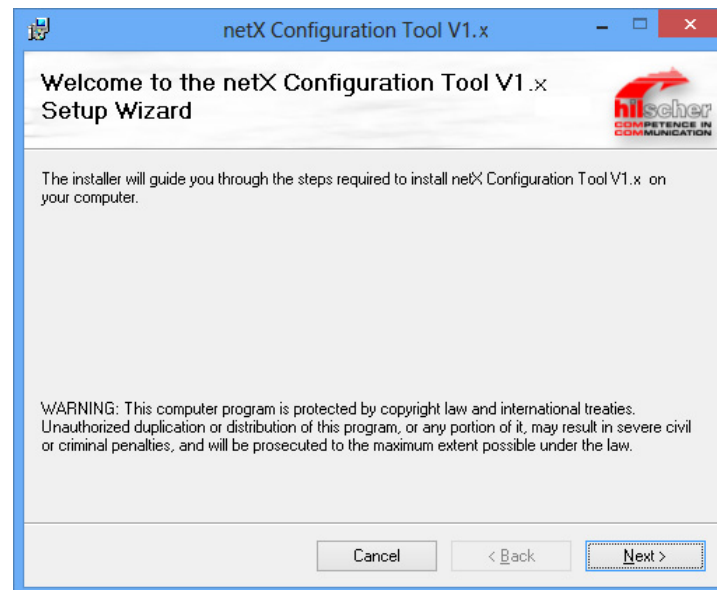 netX Configuration Tool V1.x
Welcome to the netX Configuration Tool V1.x
Setup Wizard
hilscher
COMPETENCE IN
COMMUNICATION
The installer will guide you through the steps required to install netX Configuration Tool V1.x on
your computer.
WARNING: This computer program is protected by copyright law and international treaties.
Unauthorized duplication or distribution of this program, or any portion of it, may result in severe civil
or criminal penalties, and will be prosecuted to the maximum extent possible under the law.
Cancel
< Back
Next >